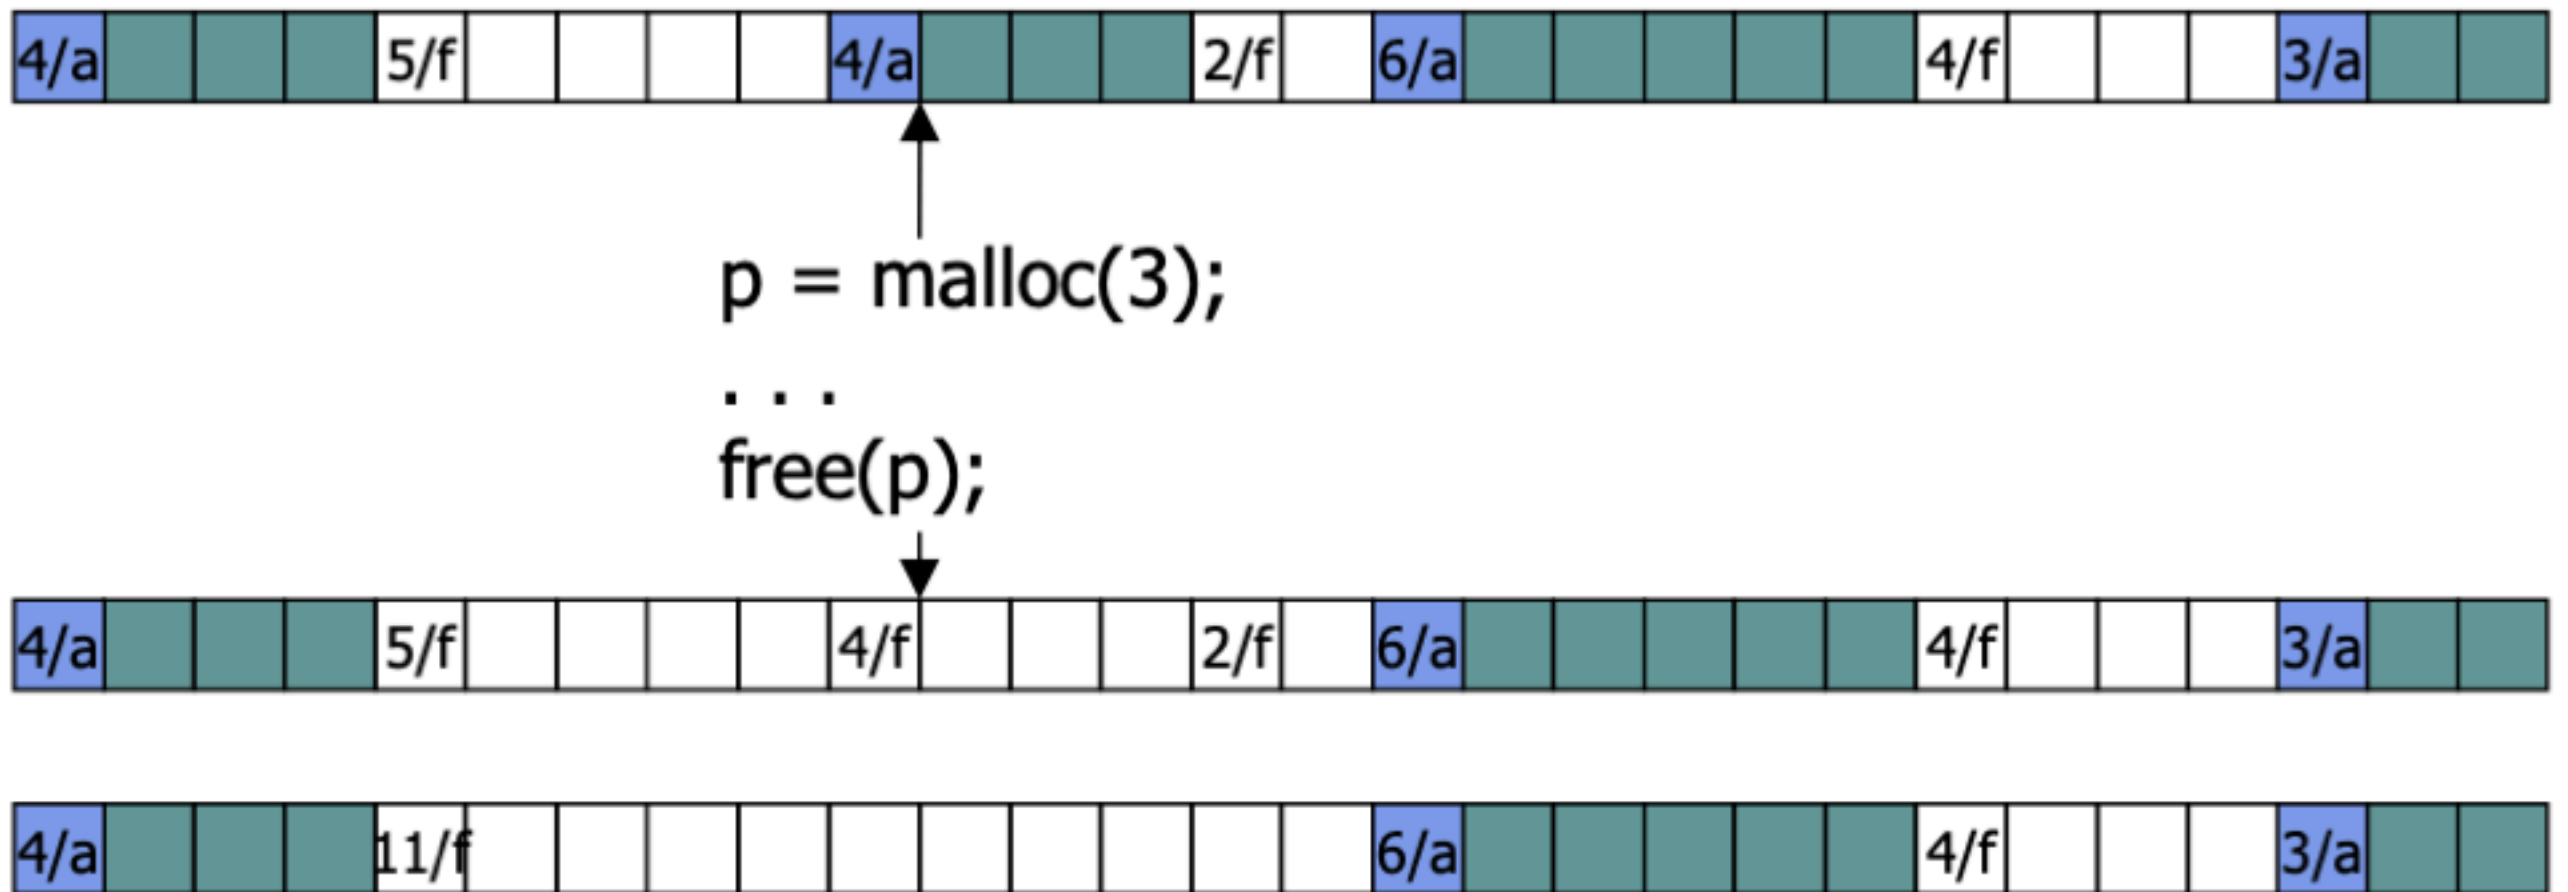 4/a 5/f 4/a 2/f 6/a 4/f 3/a
p = malloc(3);
. . .
free(p);
4/a 5/f 4/f 2/f 6/a 4/f 3/a
4/a 11/f 6/a 4/f 3/a